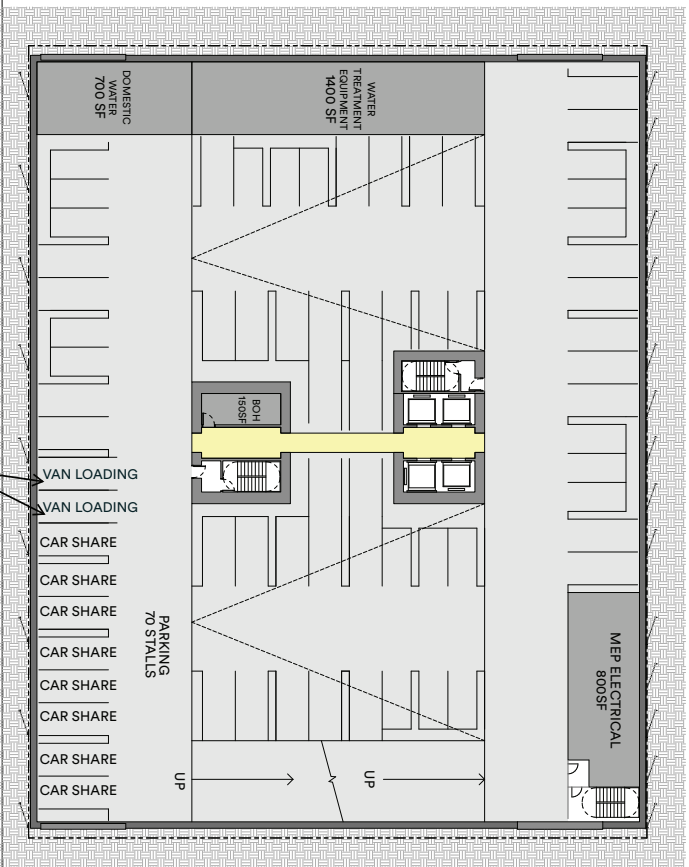 DOMESTIC
WATER
700 SF
WATER
TREATMENT
EQUIPMENT
1400 SF
BOH
150SF
VAN LOADING
VAN LOADING
CAR SHARE
CAR SHARE
CAR SHARE
CAR SHARE
CAR SHARE
CAR SHARE
CAR SHARE
CAR SHARE
PARKING
70 STALLS
MEP ELECTRICAL
800SF
UP
UP